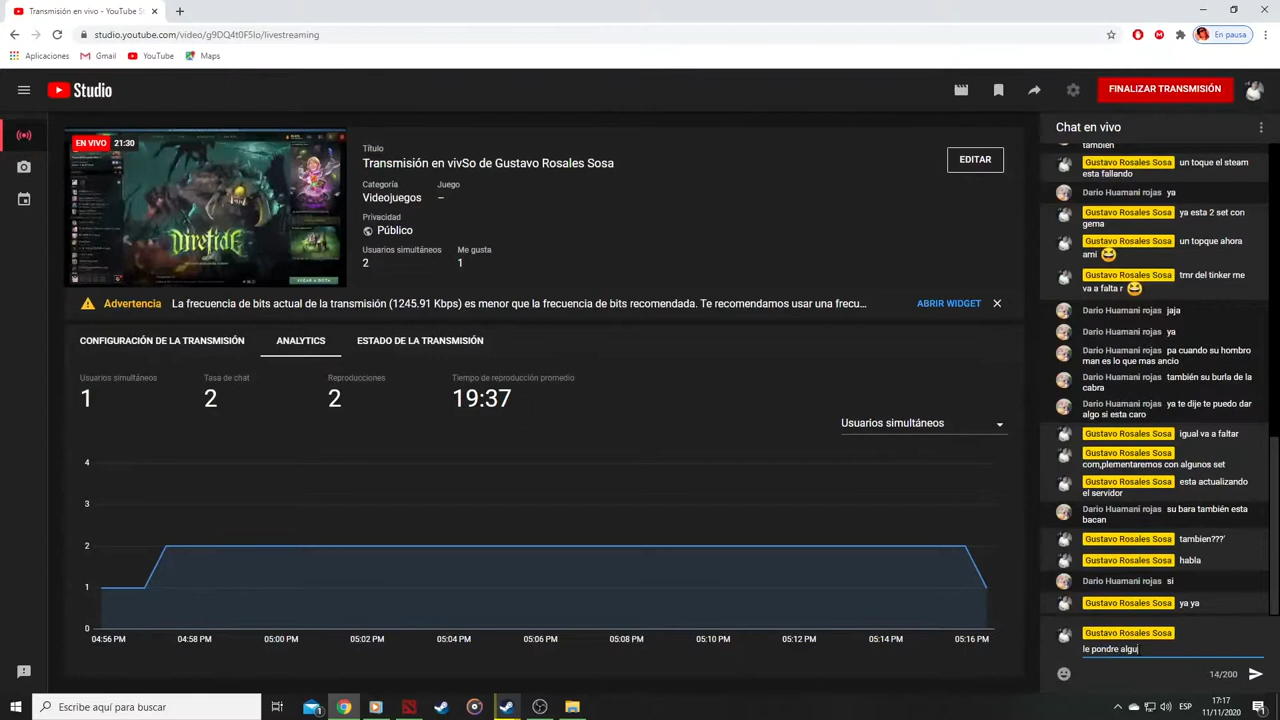 Transmisión en vivo - YouTube S
studio.youtube.com/video/g9DQ4t0F5Io/livestreaming
En pausa
Aplicaciones
Gmail
YouTube
Maps
Studio
FINALIZAR TRANSMISIÓN
EN VIVO
21:30
DIRETIDE
Título
Transmisión en vivSo de Gustavo Rosales Sosa
EDITAR
Categoría
Juego
Videojuegos
–
Privacidad
Público
Usuarios simultáneos
Me gusta
2
1
Advertencia
La frecuencia de bits actual de la transmisión (1245.91 Kbps) es menor que la frecuencia de bits recomendada. Te recomendamos usar una frecu...
ABRIR WIDGET
CONFIGURACIÓN DE LA TRANSMISIÓN
ANALYTICS
ESTADO DE LA TRANSMISIÓN
Usuarios simultáneos
Tasa de chat
Reproducciones
Tiempo de reproducción promedio
1
2
2
19:37
Usuarios simultáneos
4
3
2
1
0
04:56 PM
04:58 PM
05:00 PM
05:02 PM
05:04 PM
05:06 PM
05:08 PM
05:10 PM
05:12 PM
05:14 PM
05:16 PM
Chat en vivo
tambien
Gustavo Rosales Sosa un toque el steam
esta fallando
Dario Huamani rojas ya
Gustavo Rosales Sosa ya esta 2 set con
gema
Gustavo Rosales Sosa un topque ahora
ami
Gustavo Rosales Sosa tmr del tinker me
va a falta r
Dario Huamani rojas jaja
Dario Huamani rojas ya
Dario Huamani rojas pa cuando su hombro
man es lo que mas ancio
Dario Huamani rojas también su burla de la
cabra
Dario Huamani rojas ya te dije te puedo dar
algo si esta caro
Gustavo Rosales Sosa igual va a faltar
Gustavo Rosales Sosa
com,plementaremos con algunos set
Gustavo Rosales Sosa esta actualizando
el servidor
Dario Huamani rojas su bara también esta
bacan
Gustavo Rosales Sosa tambien???´
Gustavo Rosales Sosa habla
Dario Huamani rojas si
Gustavo Rosales Sosa ya ya
Gustavo Rosales Sosa
le pondre algu
14/200
Escribe aquí para buscar
ESP
17:17
11/11/2020